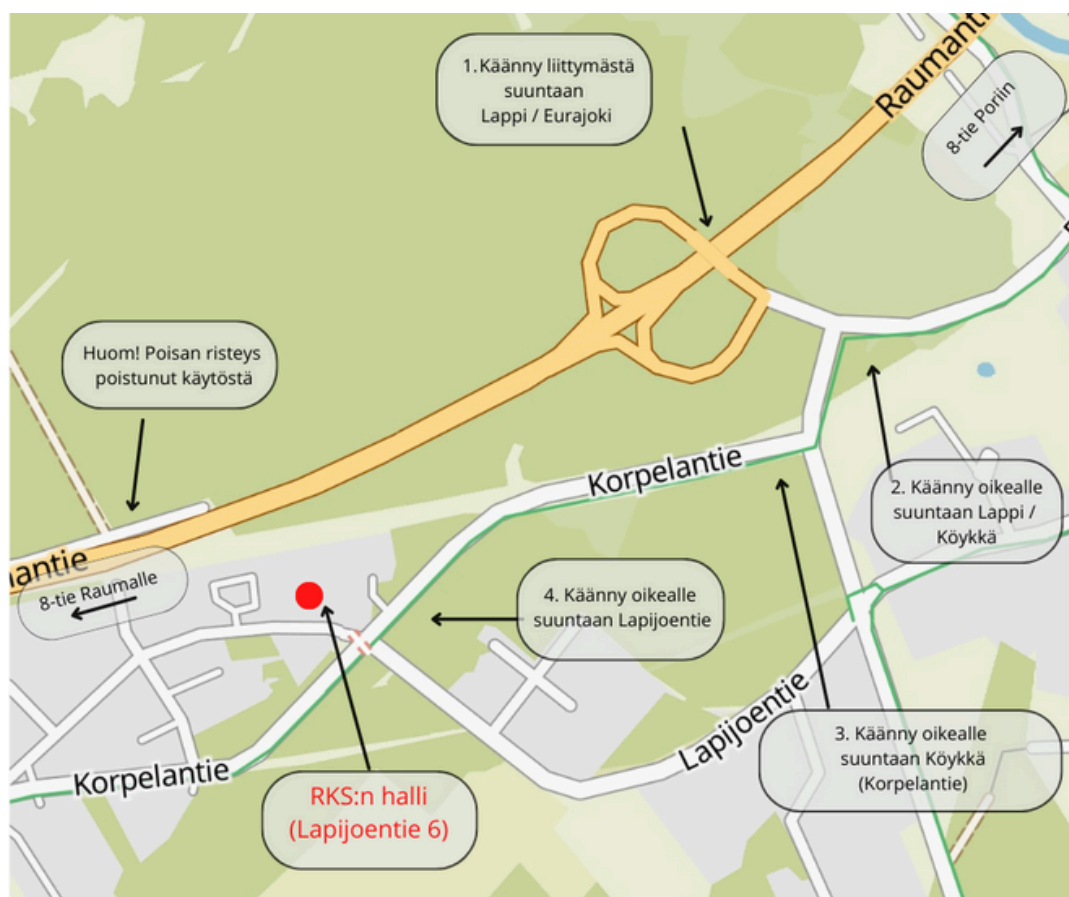 1.Käänny liittymästä
suuntaan
Lappi / Eurajoki
Raumanti
8-tie Poriin
Huom! Poisan risteys
poistunut käytöstä
Korpelantie
2. Käänny oikealle
suuntaan Lappi /
Köykkä
mantie
8-tie Raumalle
4. Käänny oikealle
suuntaan Lapijoentie
Lapijoentie
3. Käänny oikealle
suuntaan Köykkä
(Korpelantie)
Korpelantie
RKS:n halli
(Lapijoentie 6)